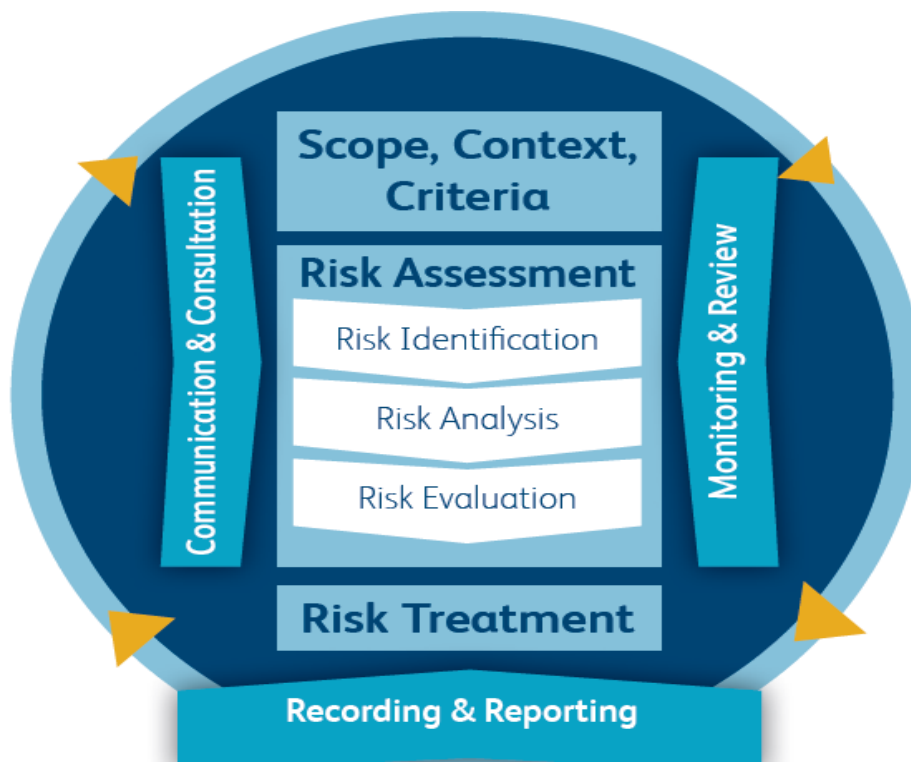 Scope, Context,
Criteria
Communication & Consultation
Risk Assessment
Risk Identification
Risk Analysis
Risk Evaluation
Monitoring & Review
Risk Treatment
Recording & Reporting